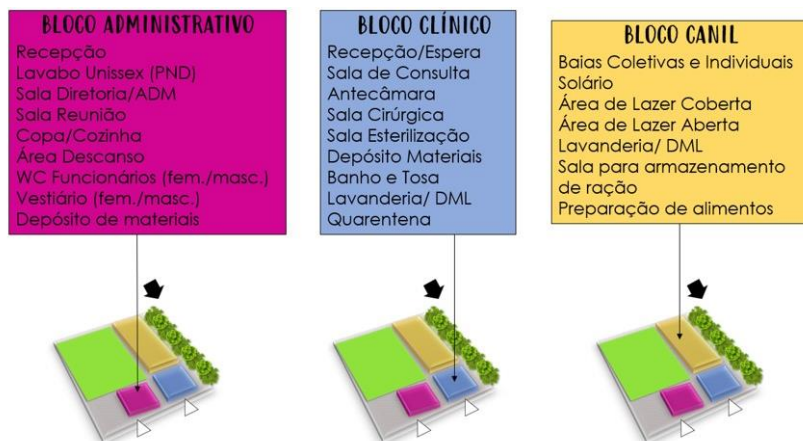 BLOCO ADMINISTRATIVO
Recepção
Lavabo Unissex (PND)
Sala Diretoria/ADM
Sala Reunião
Copa/Cozinha
Área Descanso
WC Funcionários (fem./masc.)
Vestiário (fem./masc.)
Depósito de materiais
BLOCO CLÍNICO
Recepção/Espera
Sala de Consulta
Antecâmara
Sala Cirúrgica
Sala Esterilização
Depósito Materiais
Banho e Tosa
Lavanderia/ DML
Quarentena
BLOCO CANIL
Baias Coletivas e Individuais
Solário
Área de Lazer Coberta
Área de Lazer Aberta
Lavanderia/ DML
Sala para armazenamento
de ração
Preparação de alimentos